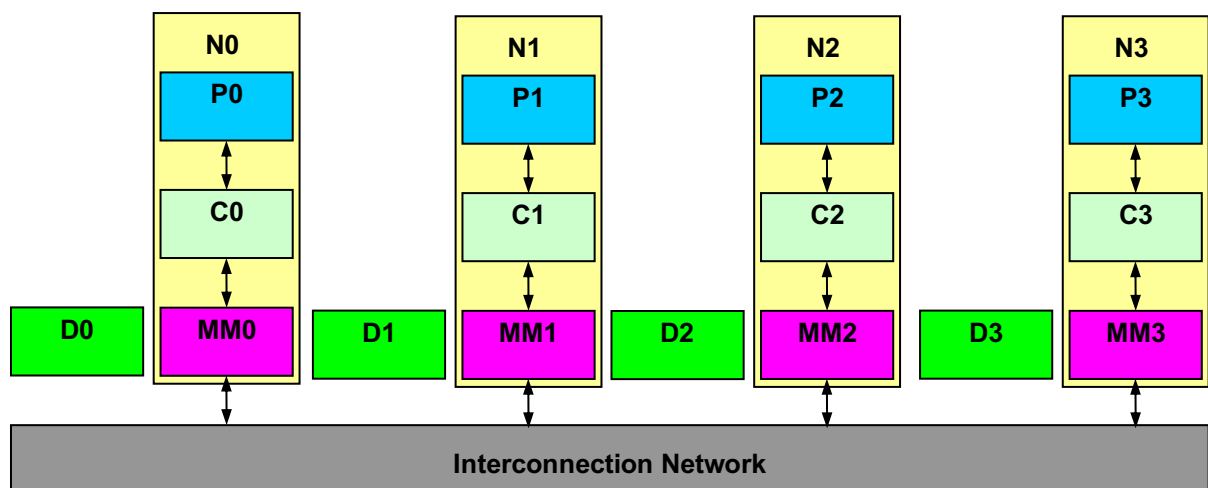 N0
N1
N2
N3
P0
P1
P2
P3
C0
C1
C2
C3
D0
MM0
D1
MM1
D2
MM2
D3
MM3
Interconnection Network